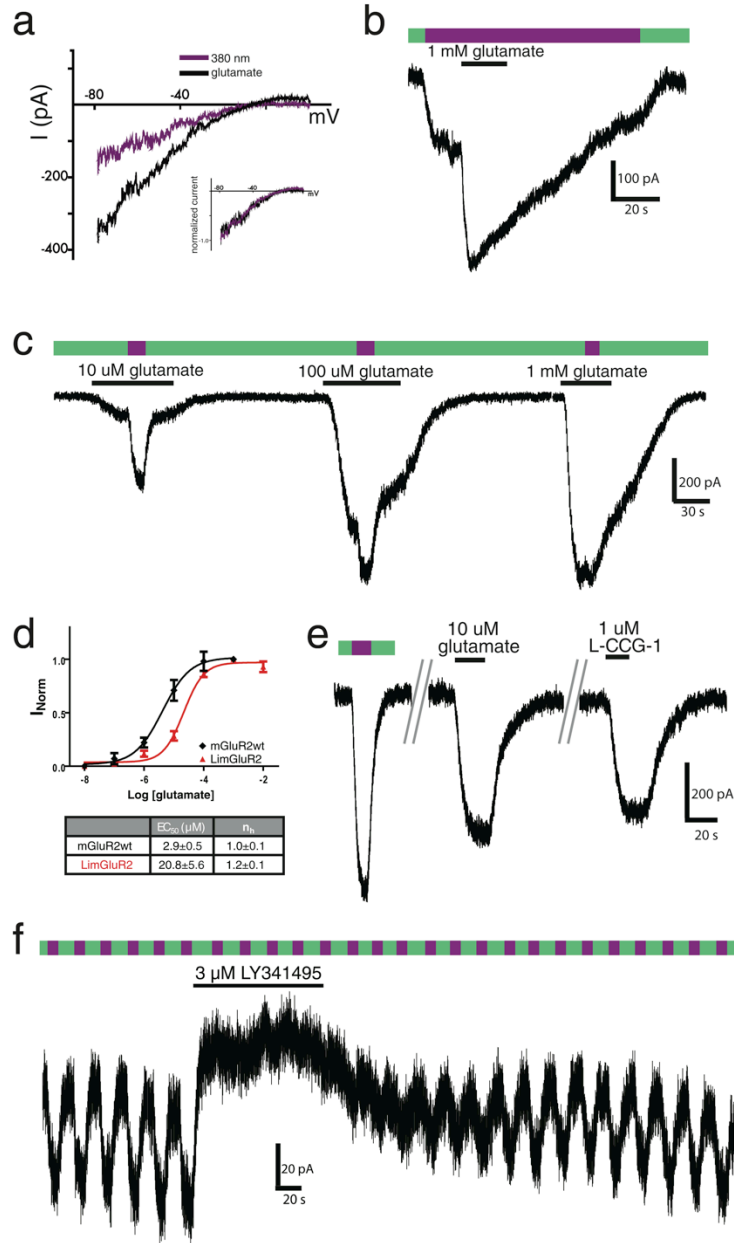 a
380 nm
glutamate
-80
-40
mV
I (pA)
-200
-400
-80
-40
mV
normalized current
-1.0
b
1 mM glutamate
100 pA
20 s
c
10 uM glutamate
100 uM glutamate
1 mM glutamate
200 pA
30 s
d
1.0
0.5
0.0
I Norm
mGluR2wt
LimGluR2
-8
-6
-4
-2
Log [glutamate]
EC50 (µM)
nh
mGluR2wt
2.9±0.5
1.0±0.1
LimGluR2
20.8±5.6
1.2±0.1
e
10 uM
glutamate
1 uM
L-CCG-1
200 pA
20 s
f
3 µM LY341495
20 pA
20 s